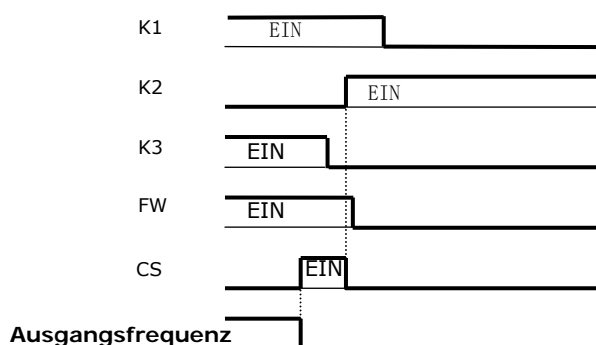 K1 EIN
K2 EIN
K3 EIN
FW EIN
CS EIN
Ausgangsfrequenz